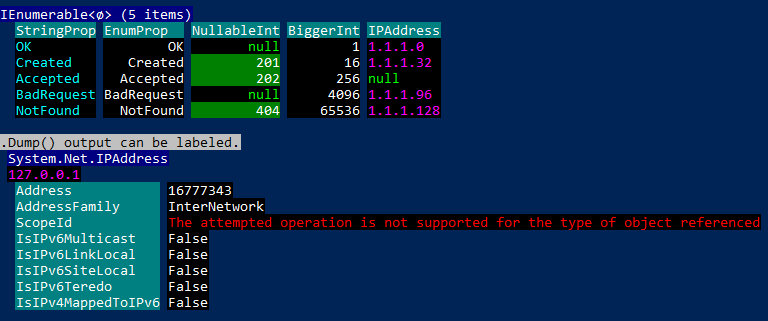 IEnumerable<ø> (5 items)
StringProp EnumProp NullableInt BiggerInt IPAddress
OK OK null 1 1.1.1.0
Created Created 201 16 1.1.1.32
Accepted Accepted 202 256 null
BadRequest BadRequest null 4096 1.1.1.96
NotFound NotFound 404 65536 1.1.1.128
.Dump() output can be labeled.
System.Net.IPAddress
127.0.0.1
Address 16777343
AddressFamily InterNetwork
ScopeId The attempted operation is not supported for the type of object referenced
IsIPv6Multicast False
IsIPv6LinkLocal False
IsIPv6SiteLocal False
IsIPv6Teredo False
IsIPv4MappedToIPv6 False